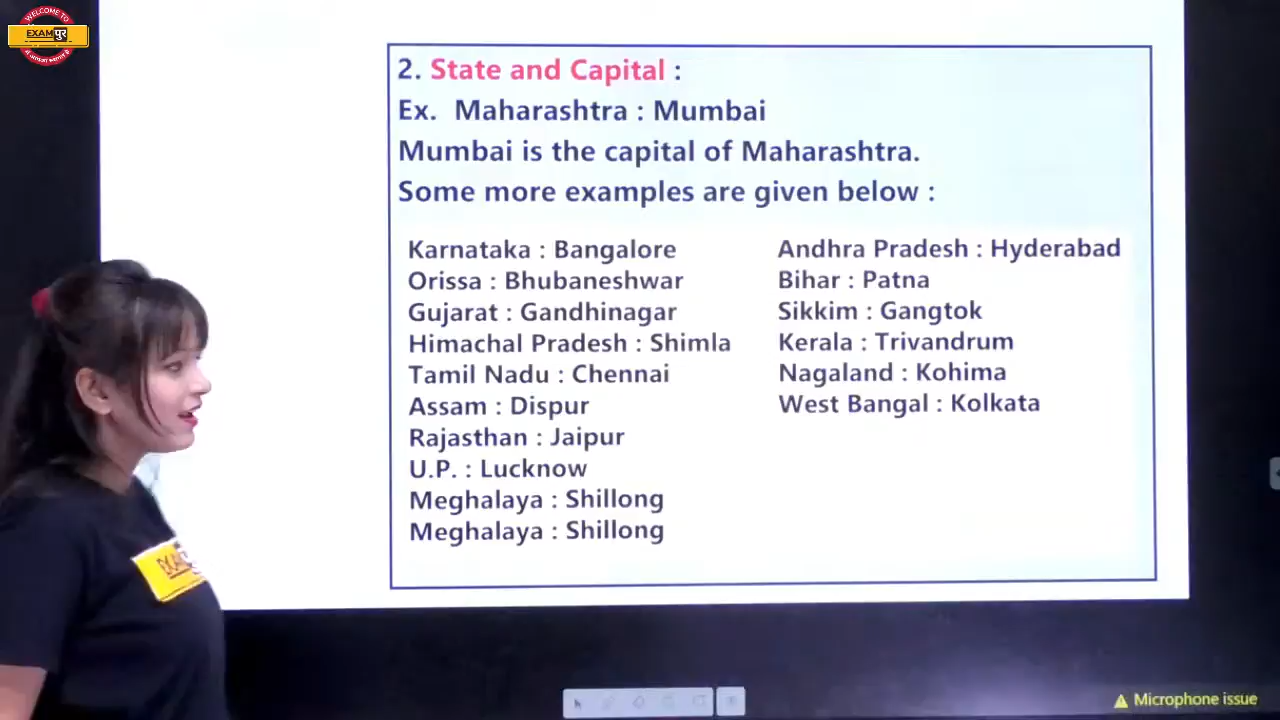 WELCOME TO
EXAMपुर
2. State and Capital :
Ex. Maharashtra : Mumbai
Mumbai is the capital of Maharashtra.
Some more examples are given below :
Karnataka : Bangalore
Orissa : Bhubaneshwar
Gujarat : Gandhinagar
Himachal Pradesh : Shimla
Tamil Nadu : Chennai
Assam : Dispur
Rajasthan : Jaipur
U.P. : Lucknow
Meghalaya : Shillong
Meghalaya : Shillong
Andhra Pradesh : Hyderabad
Bihar : Patna
Sikkim : Gangtok
Kerala : Trivandrum
Nagaland : Kohima
West Bangal : Kolkata
EXAM
Microphone issue